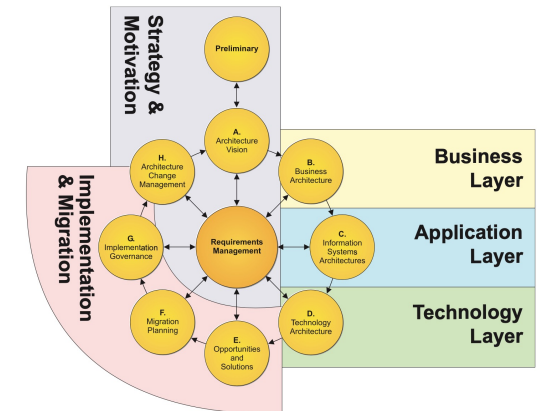 Strategy &
Motivation
Preliminary
A.
Architecture
Vision
H.
Architecture
Change
Management
B.
Business
Architecture
Business
Layer
Implementation
& Migration
G.
Implementation
Governance
Requirements
Management
C.
Information
Systems
Architectures
Application
Layer
F.
Migration
Planning
D.
Technology
Architecture
Technology
Layer
E.
Opportunities
and
Solutions